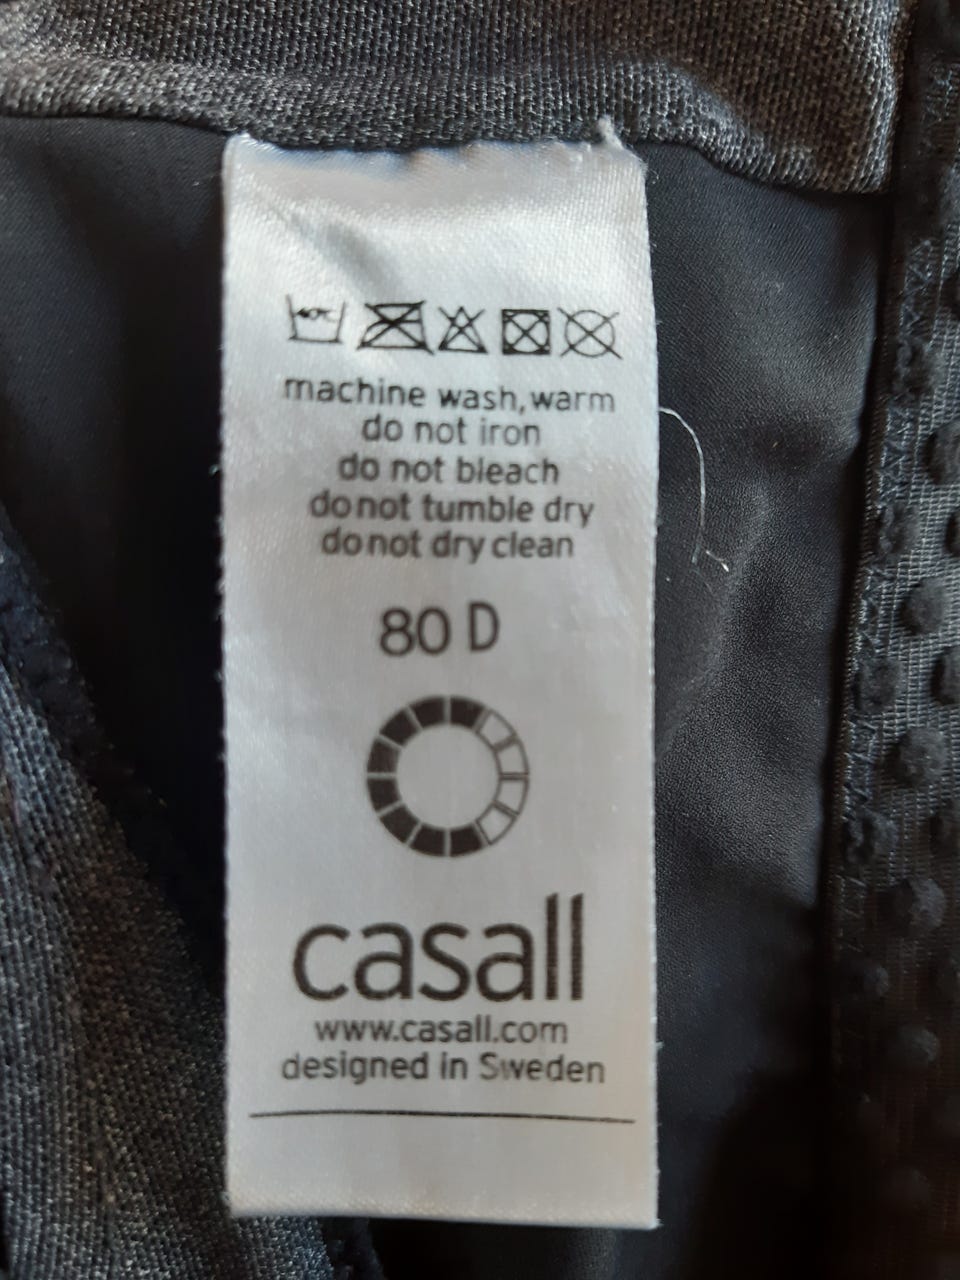 40°C
machine wash, warm
do not iron
do not bleach
do not tumble dry
do not dry clean
80 D
casall
www.casall.com
designed in Sweden